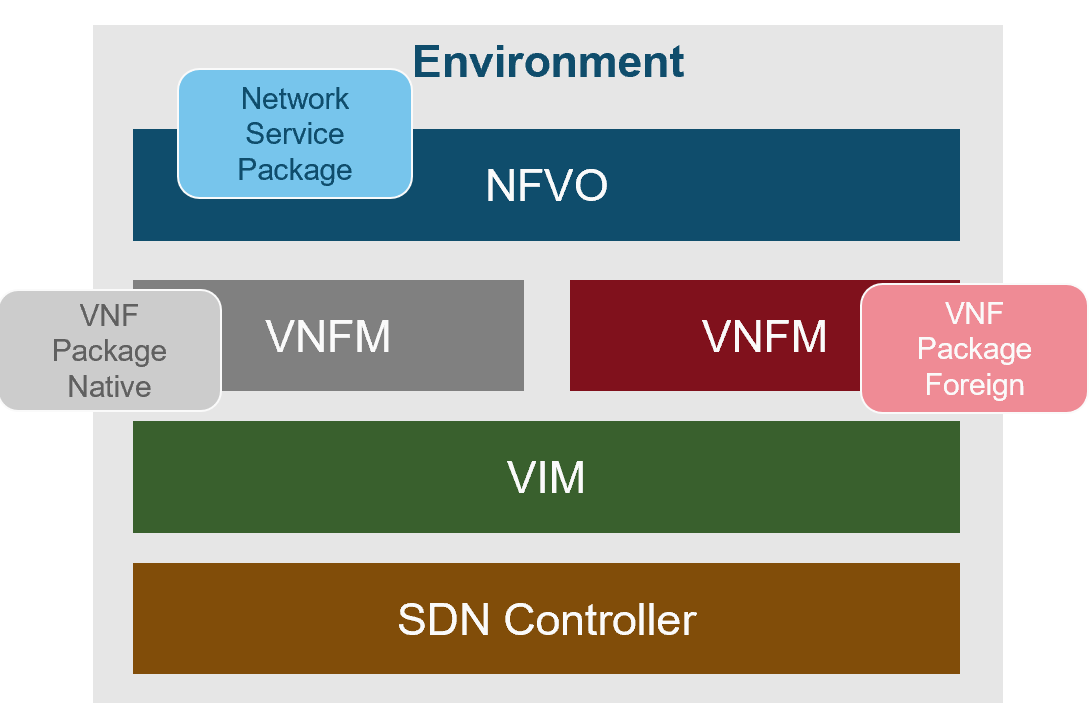 Environment
Network
Service
Package
NFVO
VNF
Package
Native
VNFM
VNFM
VNF
Package
Foreign
VIM
SDN Controller